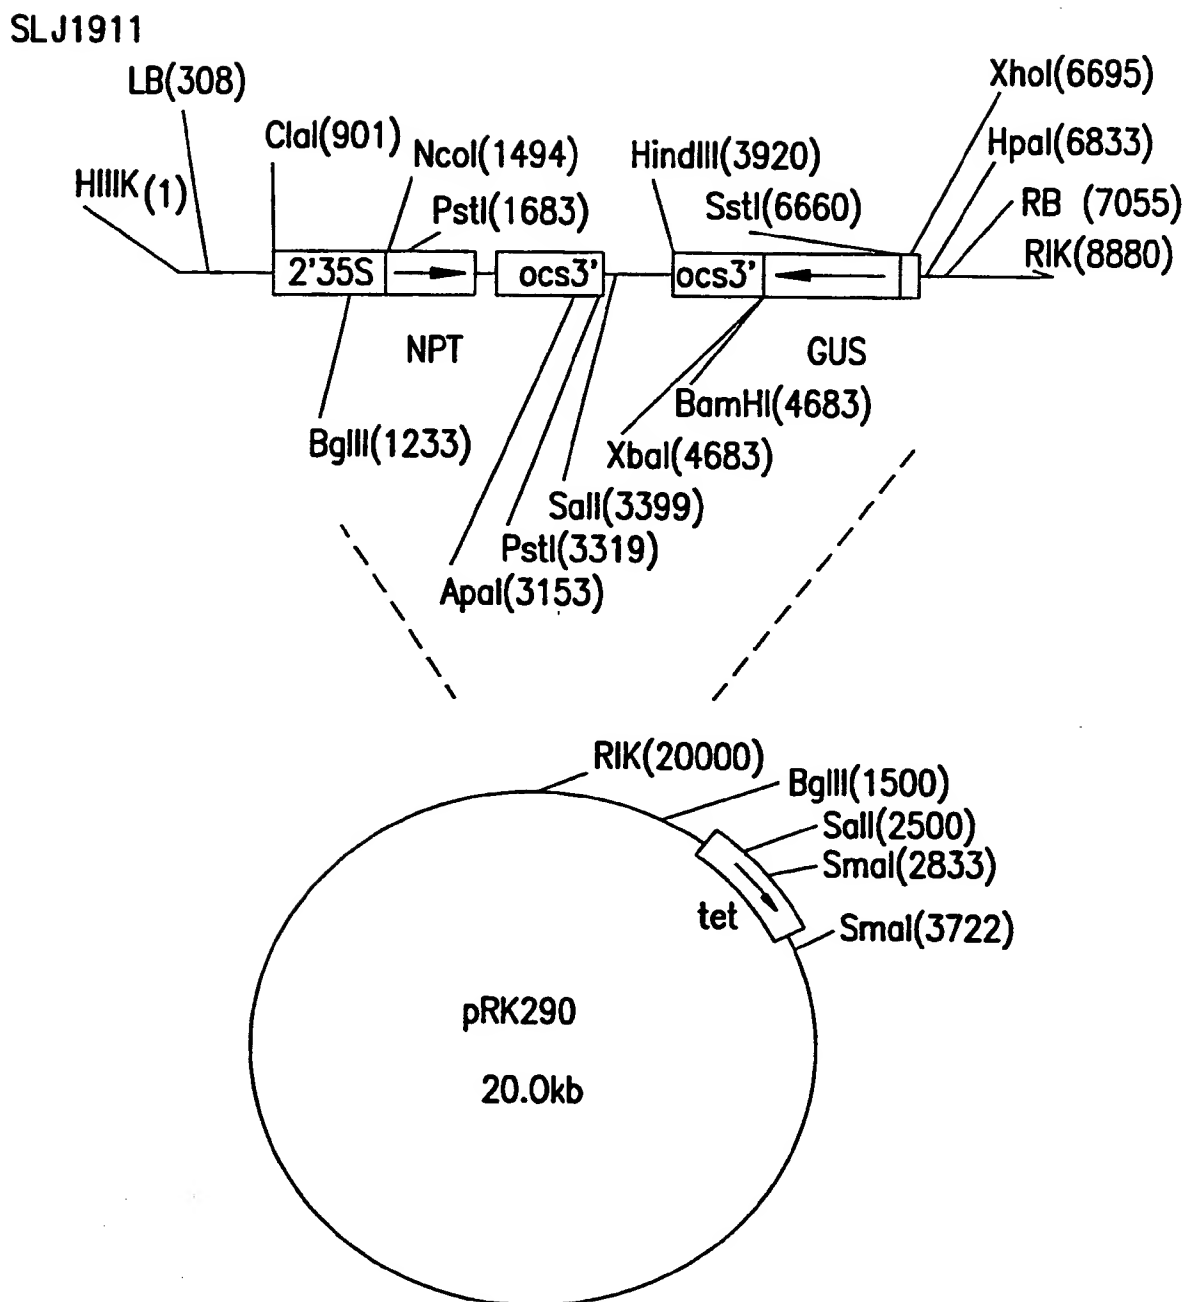 SLJ1911
LB(308)
XhoI(6695)
ClaI(901)
NcoI(1494)
HindIII(3920)
HpaI(6833)
HIIIK(1)
PstI(1683)
SstI(6660)
RB (7055)
RIK(8880)
2'35S
ocs3'
ocs3'
NPT
GUS
BamHI(4683)
BglII(1233)
XbaI(4683)
SalI(3399)
PstI(3319)
ApaI(3153)
RIK(20000)
BglII(1500)
SalI(2500)
SmaI(2833)
tet
SmaI(3722)
pRK290
20.0kb